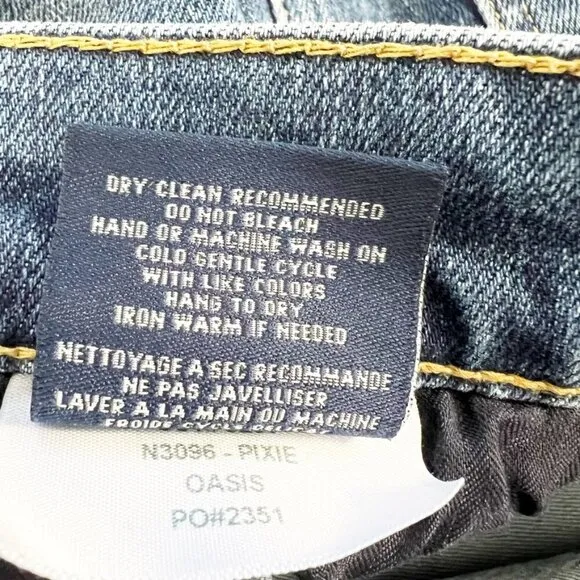 DRY CLEAN RECOMMENDED
DO NOT BLEACH
HAND OR MACHINE WASH ON
COLD GENTLE CYCLE
WITH LIKE COLORS
HANG TO DRY
IRON WARM IF NEEDED
NETTOYAGE A SEC RECOMMANDE
NE PAS JAVELLISER
LAVER A LA MAIN OU MACHINE
FROIDE CYCLE
N3096 - PIXIE
OASIS
PO#2351